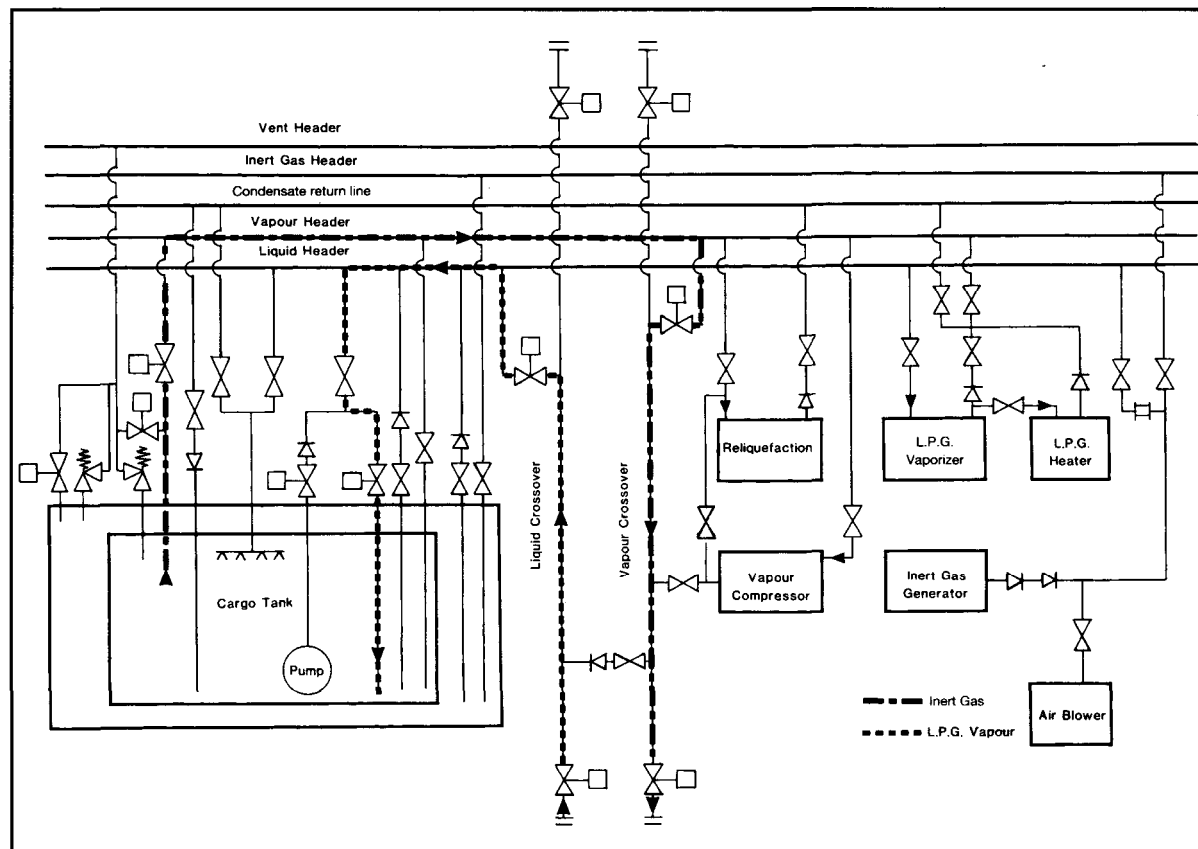 Vent Header
Inert Gas Header
Condensate return line
Vapour Header
Liquid Header
Liquid Crossover
Vapour Crossover
Reliquefaction
L.P.G.
Vaporizer
L.P.G.
Heater
Vapour
Compressor
Inert Gas
Generator
Cargo Tank
Pump
Air Blower
Inert Gas
L.P.G. Vapour